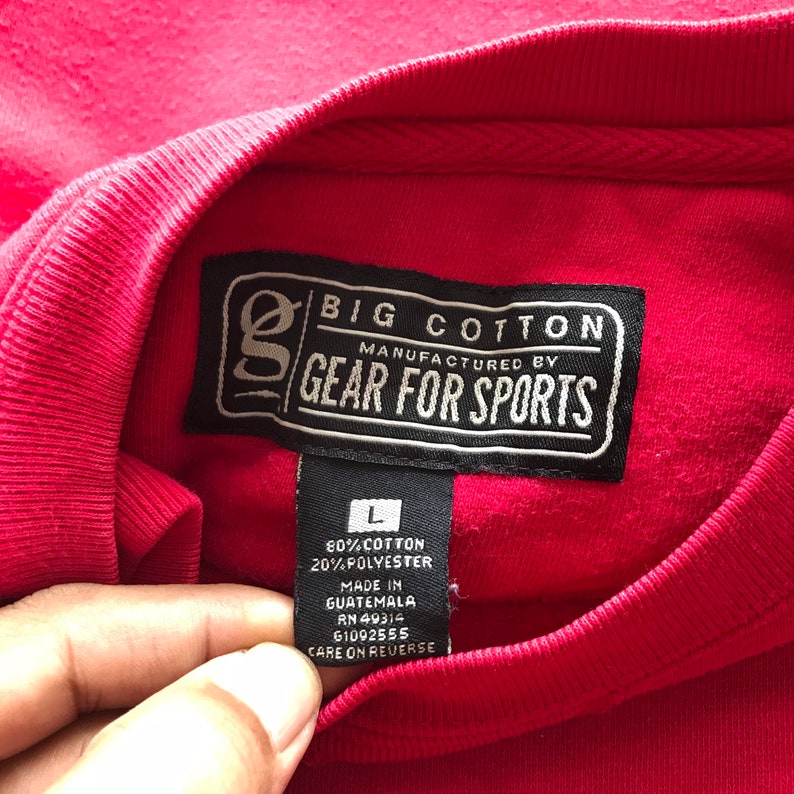 g
BIG COTTON
MANUFACTURED BY
GEAR FOR SPORTS
L
80%COTTON
20%POLYESTER
MADE IN
GUATEMALA
RN 49314
G1092555
CARE ON REVERSE